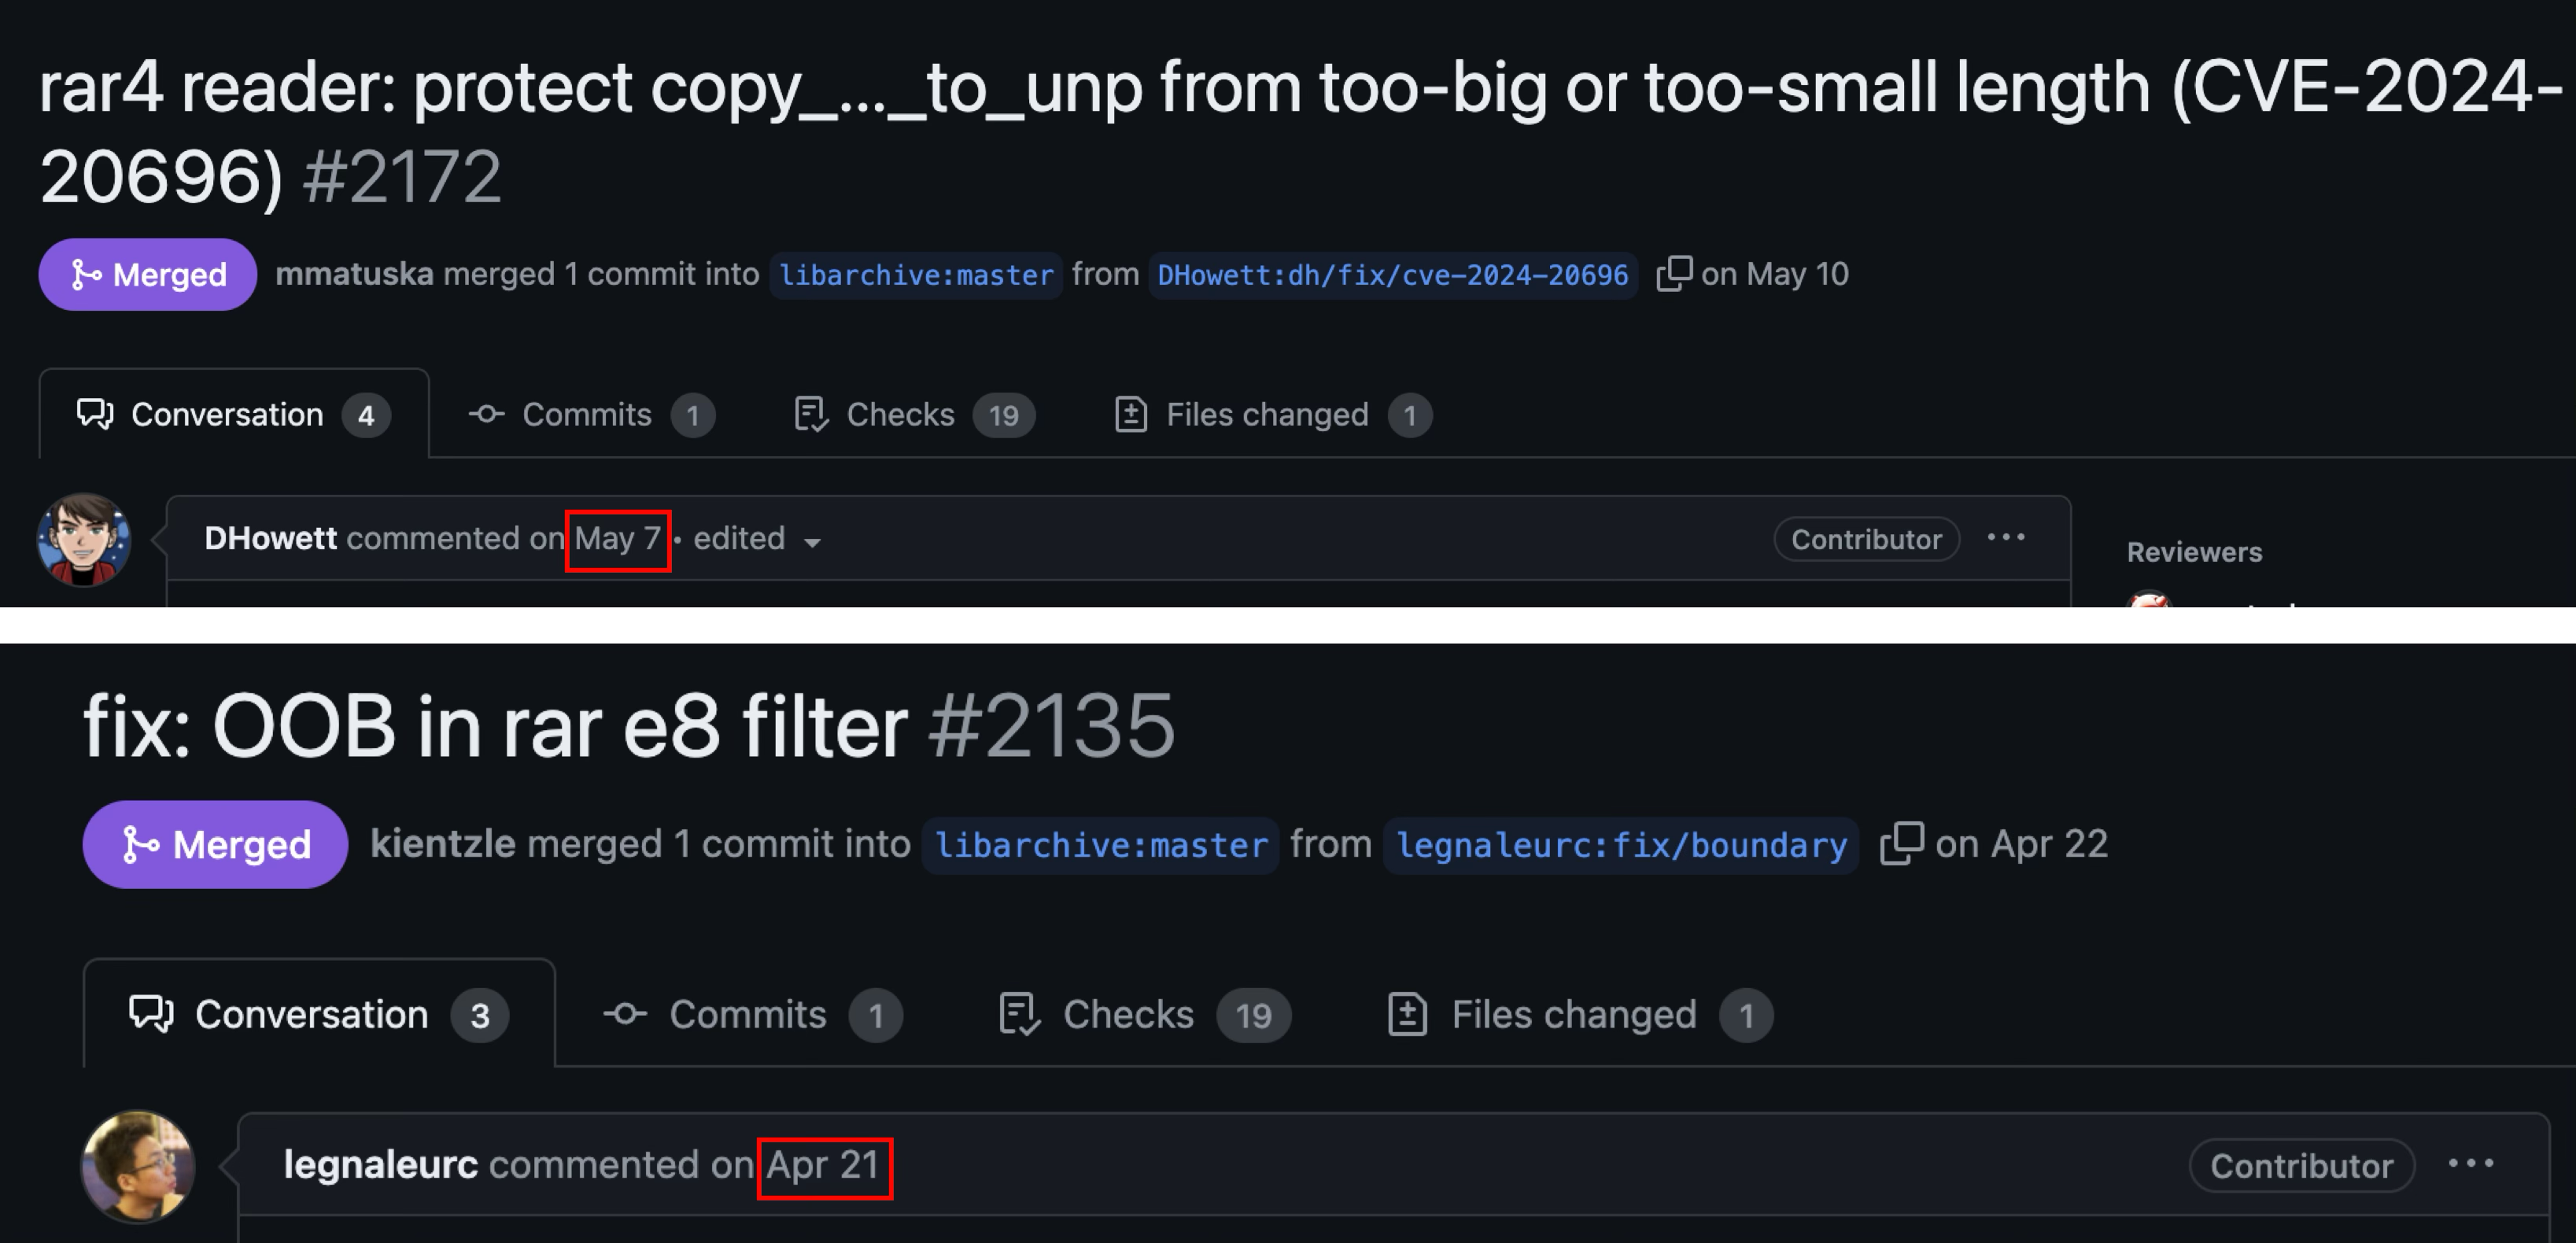 rar4 reader: protect copy_..._to_unp from too-big or too-small length (CVE-2024-
20696) #2172
Merged mmatuska merged 1 commit into libarchive:master from DHowett:dh/fix/cve-2024-20696 on May 10
Conversation 4 Commits 1 Checks 19 Files changed 1
DHowett commented on May 7 • edited Contributor ...
Reviewers
fix: OOB in rar e8 filter #2135
Merged kientzle merged 1 commit into libarchive:master from legnaleurc:fix/boundary on Apr 22
Conversation 3 Commits 1 Checks 19 Files changed 1
legnaleurc commented on Apr 21 Contributor ...